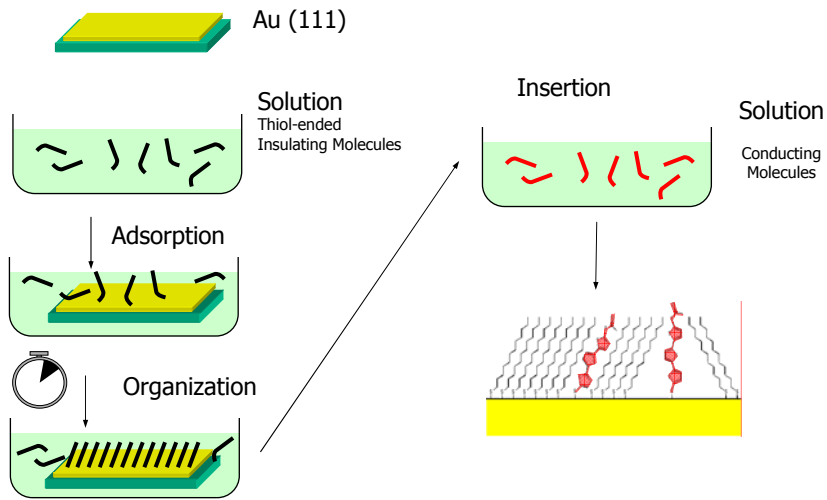 Au (111)
Solution
Thiol-ended
Insulating Molecules
Adsorption
Organization
Insertion
Solution
Conducting
Molecules